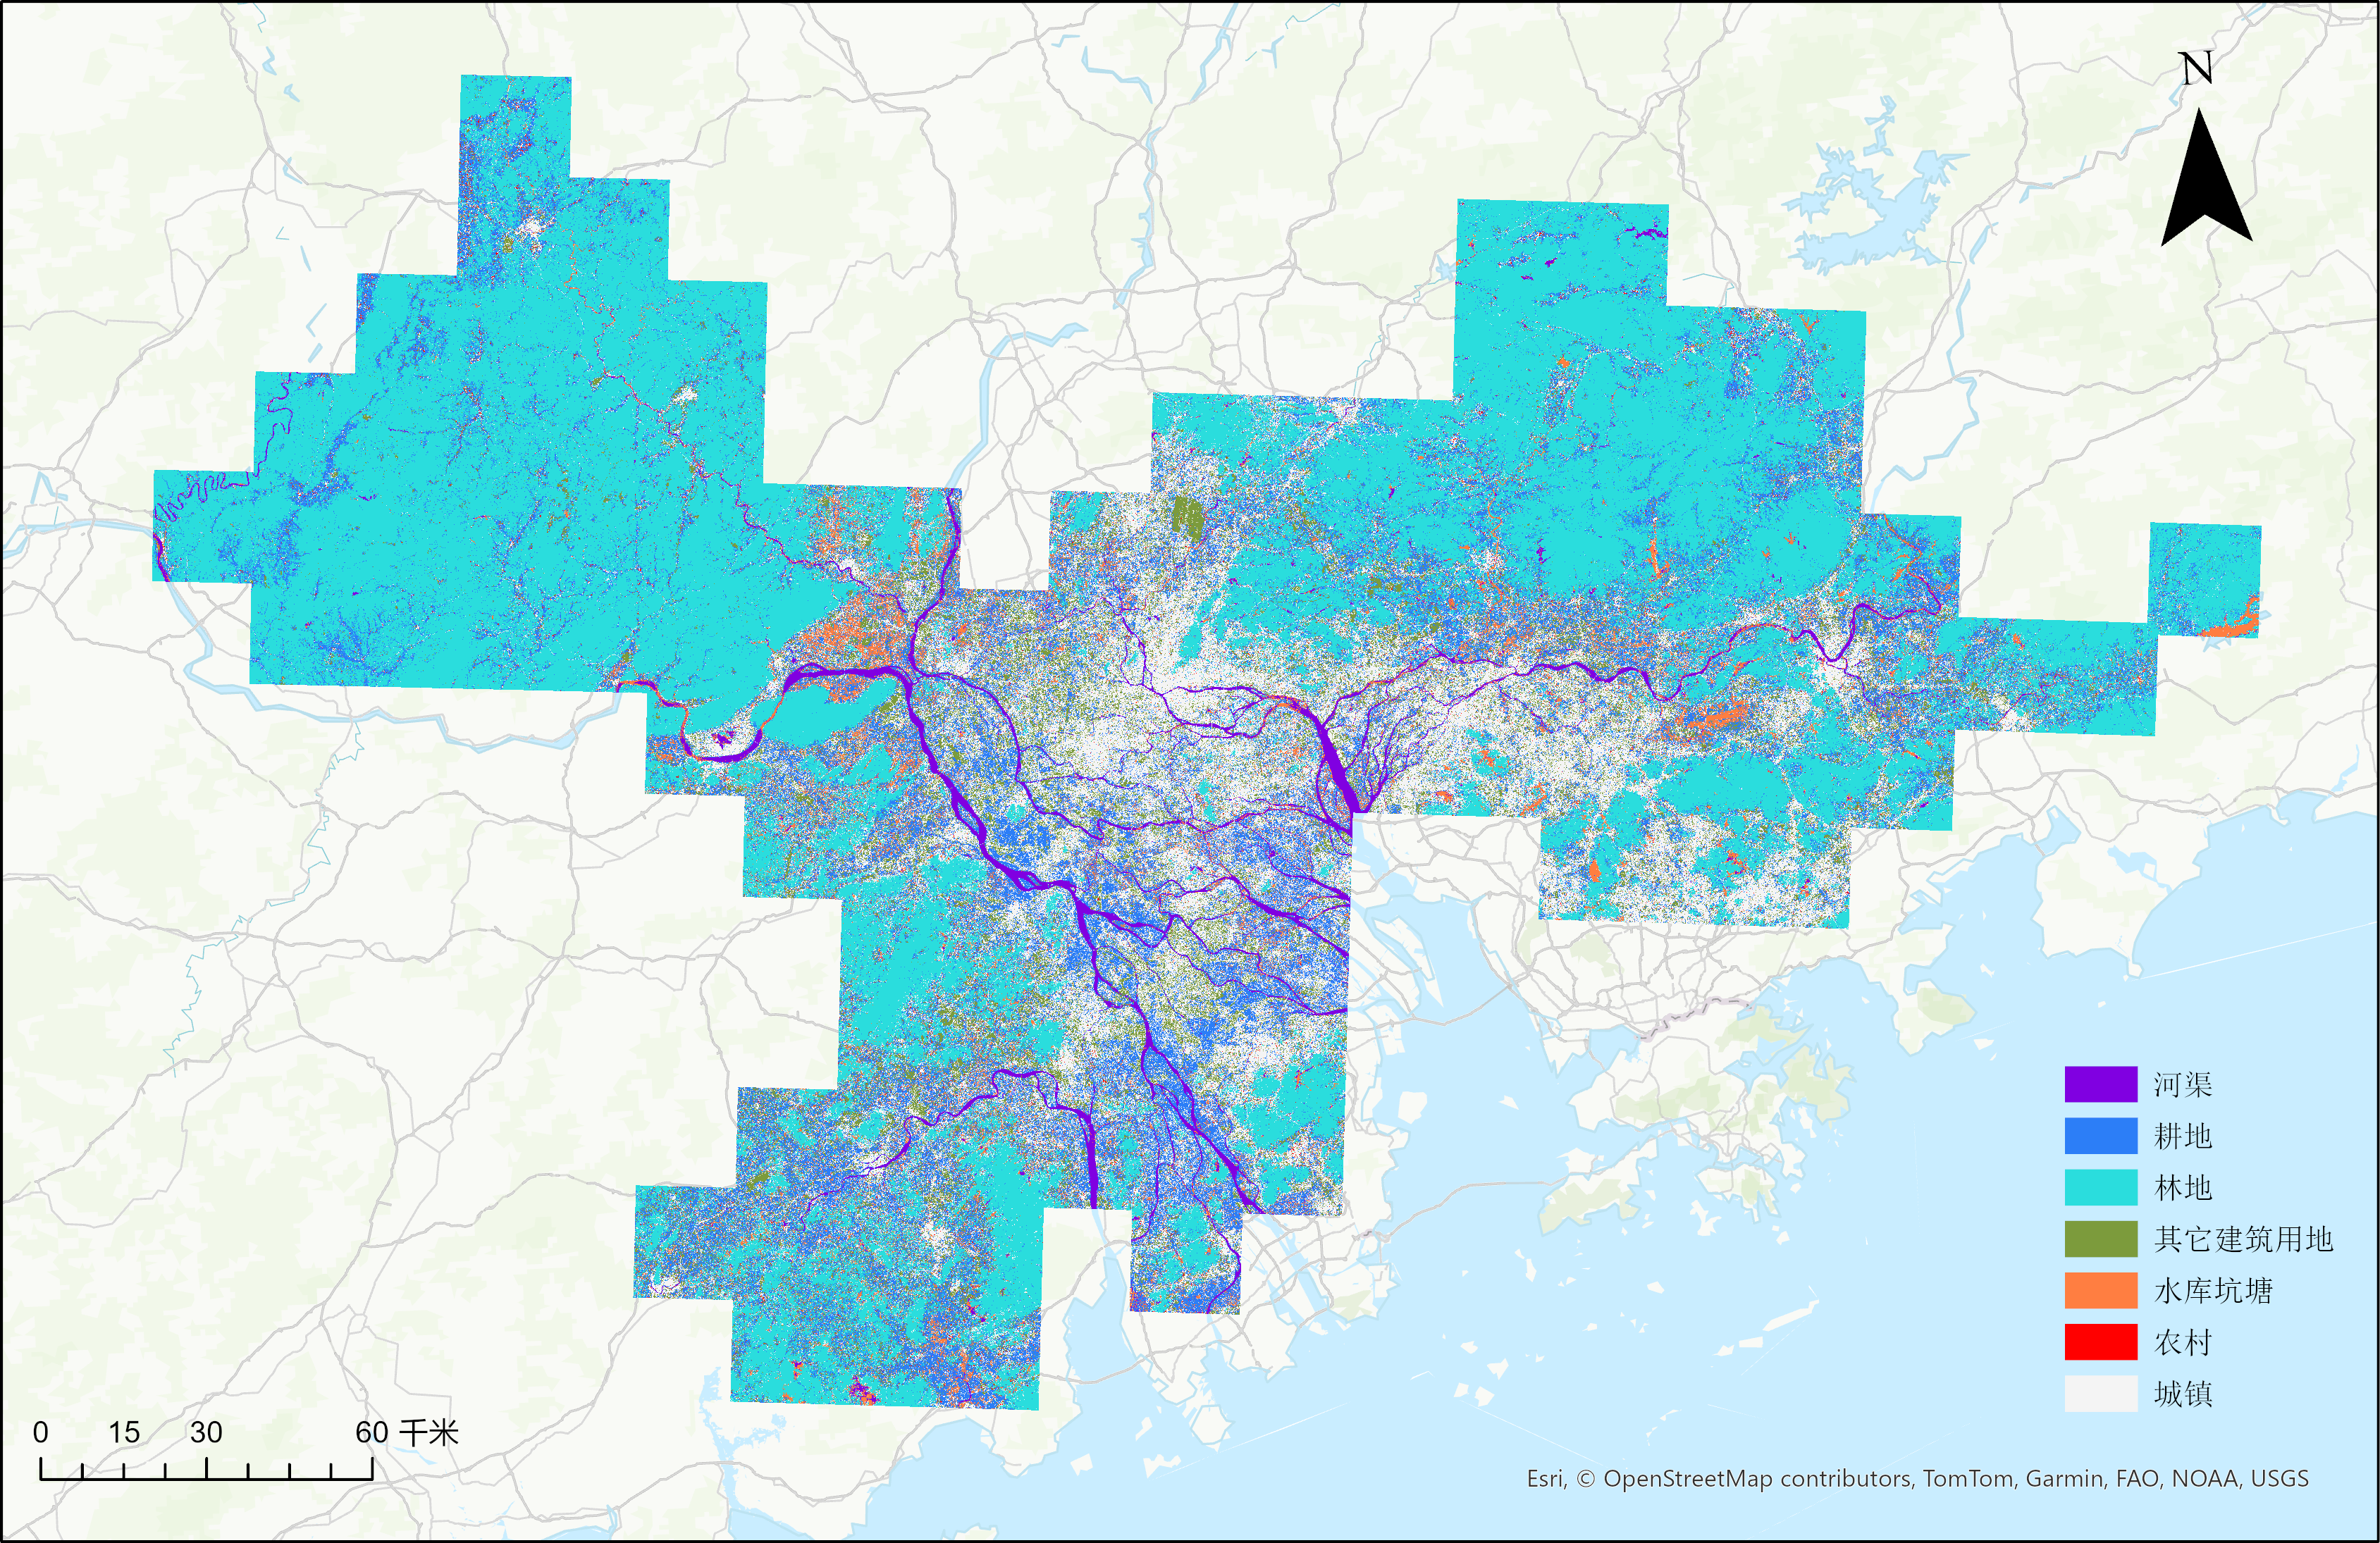 N
河渠
耕地
林地
其它建筑用地
水库坑塘
农村
城镇
0 15 30 60 千米
Esri, © OpenStreetMap contributors, TomTom, Garmin, FAO, NOAA, USGS